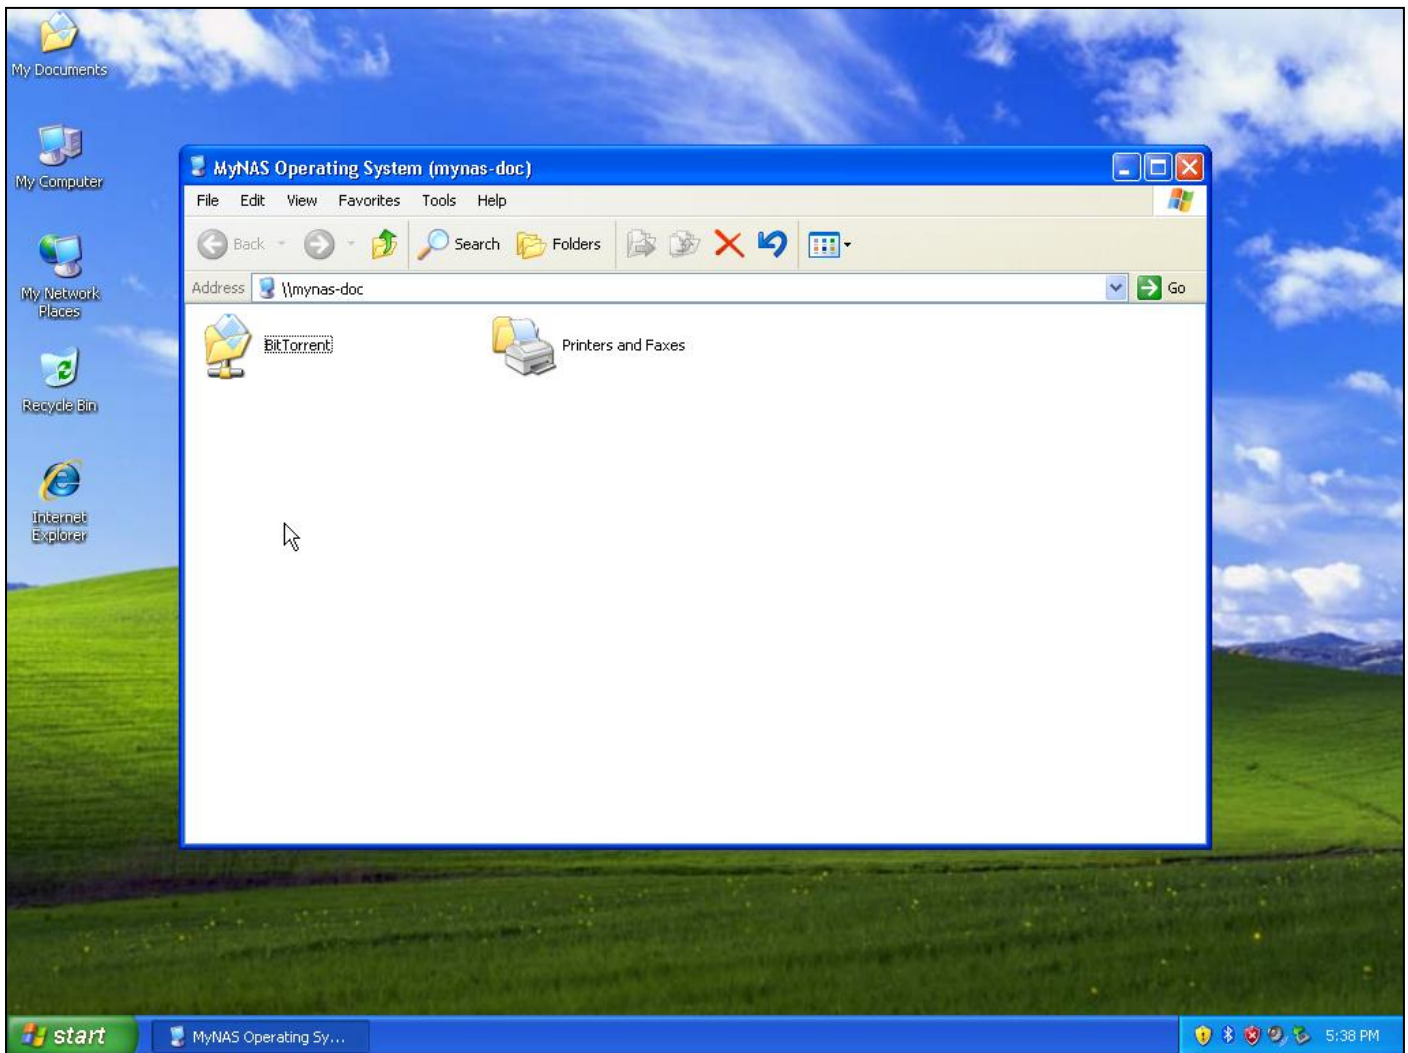 My Documents
My Computer
My Network
Places
Recycle Bin
Internet
Explorer
MyNAS Operating System (mynas-doc)
File Edit View Favorites Tools Help
Back Search Folders
Address \\mynas-doc Go
BitTorrent Printers and Faxes
start MyNAS Operating Sy... 5:38 PM